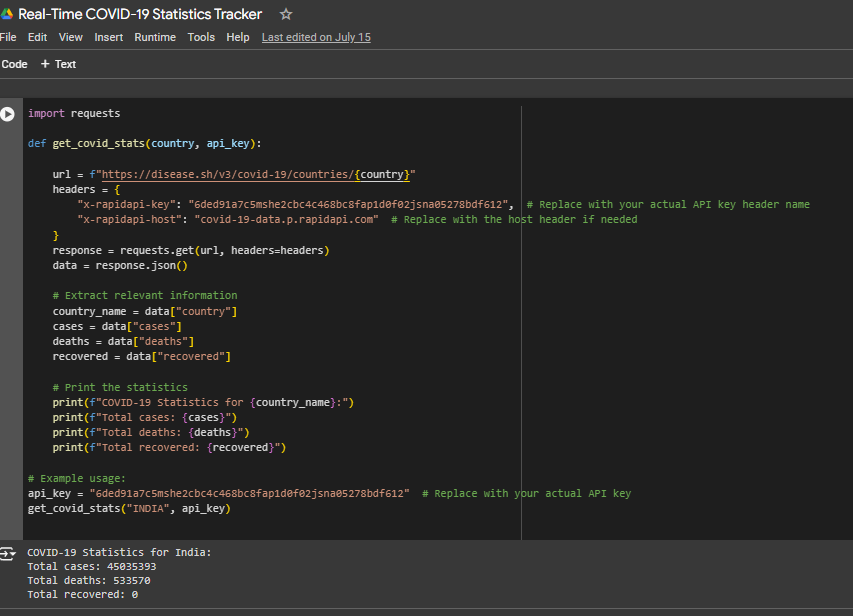 Real-Time COVID-19 Statistics Tracker
File Edit View Insert Runtime Tools Help Last edited on July 15
Code + Text
import requests
def get_covid_stats(country, api_key):
url = f"https://disease.sh/v3/covid-19/countries/{country}"
headers = {
"x-rapidapi-key": "6ded91a7c5mshe2cbc4c468bc8fap1d0f02jsna05278bdf612", # Replace with your actual API key header name
"x-rapidapi-host": "covid-19-data.p.rapidapi.com" # Replace with the host header if needed
}
response = requests.get(url, headers=headers)
data = response.json()
# Extract relevant information
country_name = data["country"]
cases = data["cases"]
deaths = data["deaths"]
recovered = data["recovered"]
# Print the statistics
print(f"COVID-19 Statistics for {country_name}:")
print(f"Total cases: {cases}")
print(f"Total deaths: {deaths}")
print(f"Total recovered: {recovered}")
# Example usage:
api_key = "6ded91a7c5mshe2cbc4c468bc8fap1d0f02jsna05278bdf612" # Replace with your actual API key
get_covid_stats("INDIA", api_key)
COVID-19 Statistics for India:
Total cases: 45035393
Total deaths: 533570
Total recovered: 0